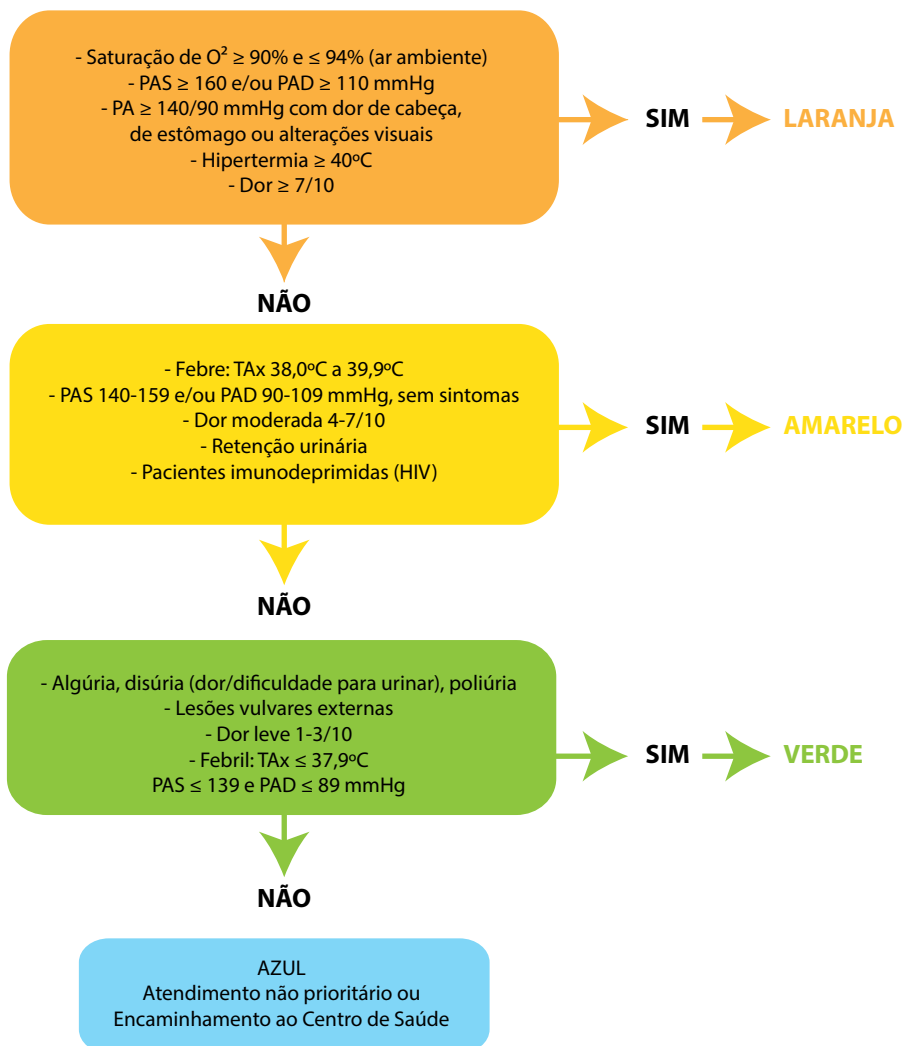 - Saturação de O² ≥ 90% e ≤ 94% (ar ambiente)
- PAS ≥ 160 e/ou PAD ≥ 110 mmHg
- PA ≥ 140/90 mmHg com dor de cabeça,
de estômago ou alterações visuais
- Hipertermia ≥ 40ºC
- Dor ≥ 7/10
SIM
LARANJA
NÃO
- Febre: TAx 38,0ºC a 39,9ºC
- PAS 140-159 e/ou PAD 90-109 mmHg, sem sintomas
- Dor moderada 4-7/10
- Retenção urinária
- Pacientes imunodeprimidas (HIV)
SIM
AMARELO
NÃO
- Algúria, disúria (dor/dificuldade para urinar), poliúria
- Lesões vulvares externas
- Dor leve 1-3/10
- Febril: TAx ≤ 37,9ºC
PAS ≤ 139 e PAD ≤ 89 mmHg
SIM
VERDE
NÃO
AZUL
Atendimento não prioritário ou
Encaminhamento ao Centro de Saúde